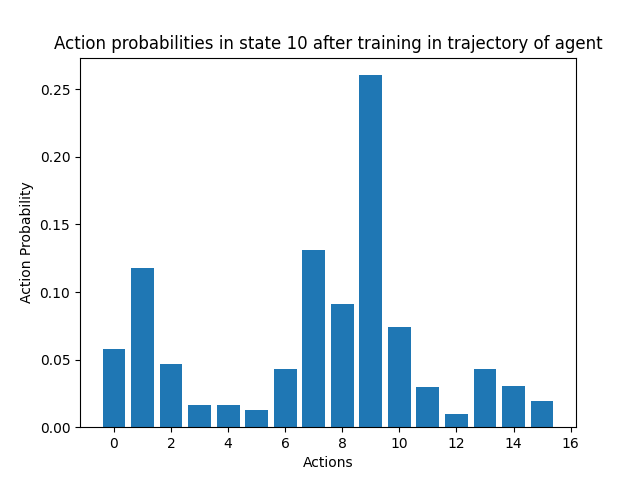 Action probabilities in state 10 after training in trajectory of agent
0.25
0.20
0.15
0.10
0.05
0.00
Action Probability
0 2 4 6 8 10 12 14 16
Actions